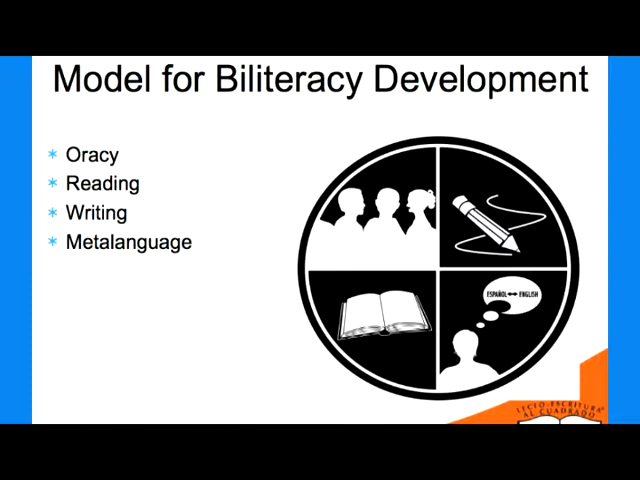 Model for Biliteracy Development
Oracy
Reading
Writing
Metalanguage
ESPAÑOL ↔ ENGLISH
LECTO-ESCRITURA
AL CUADRADO